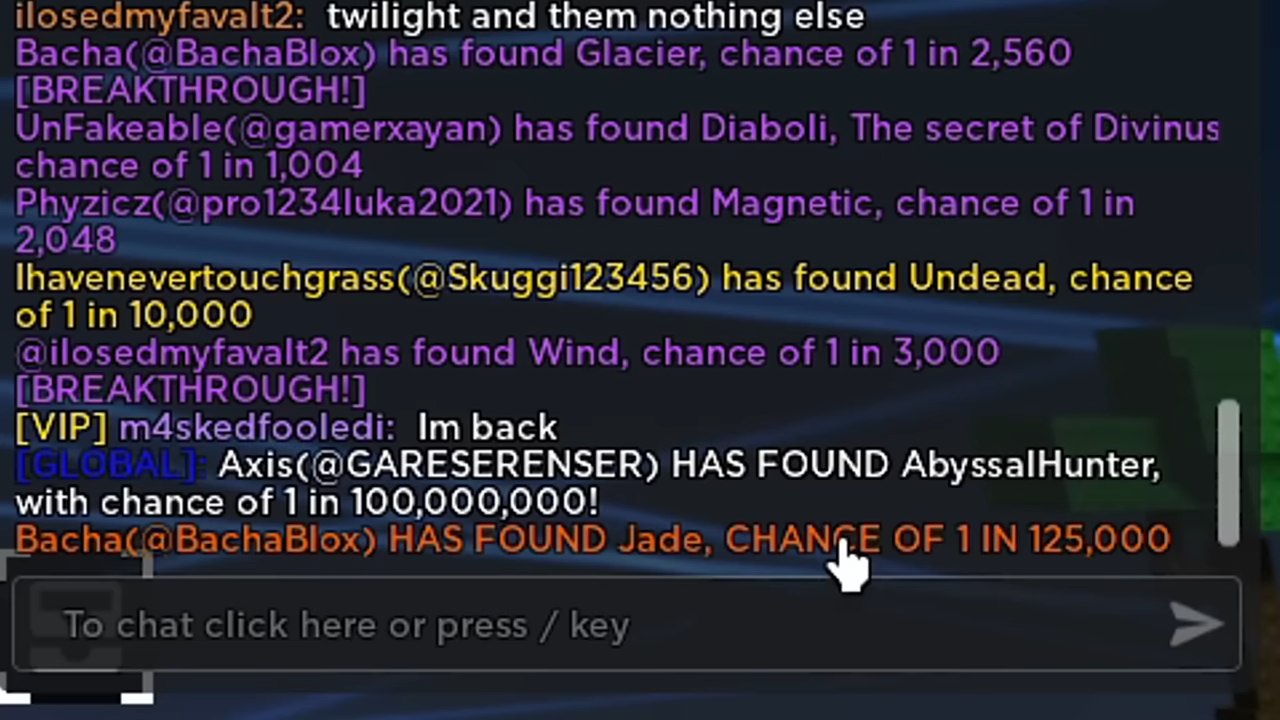 ilosedmyfavalt2: twilight and them nothing else
Bacha(@BachaBlox) has found Glacier, chance of 1 in 2,560
[BREAKTHROUGH!]
UnFakeable(@gamerxayan) has found Diaboli, The secret of Divinus
chance of 1 in 1,004
Phyzicz(@pro1234luka2021) has found Magnetic, chance of 1 in
2,048
Ihavenevertouchgrass(@Skuggi123456) has found Undead, chance
of 1 in 10,000
@ilosedmyfavalt2 has found Wind, chance of 1 in 3,000
[BREAKTHROUGH!]
[VIP] m4skedfooledi: Im back
[GLOBAL]: Axis(@GARESERENSER) HAS FOUND AbyssalHunter,
with chance of 1 in 100,000,000!
Bacha(@BachaBlox) HAS FOUND Jade, CHANCE OF 1 IN 125,000
To chat click here or press / key